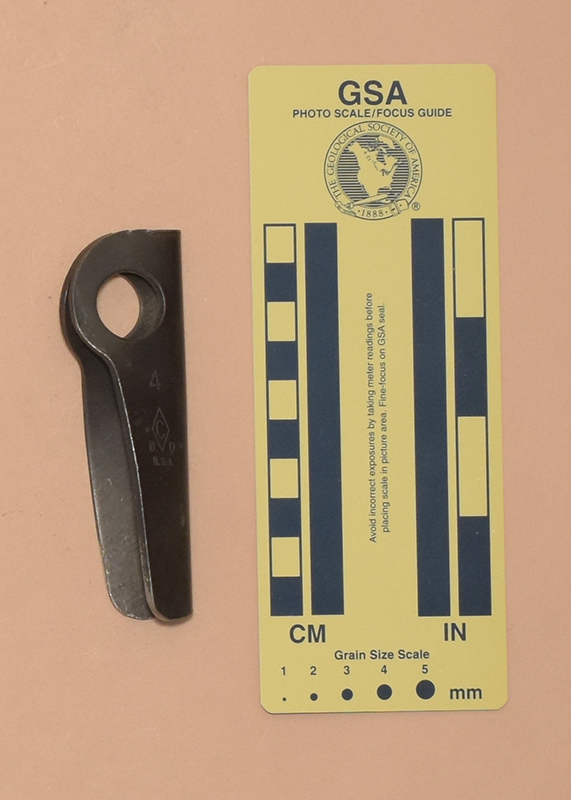 4
C
U.S.A.
GSA
PHOTO SCALE/FOCUS GUIDE
THE GEOLOGICAL SOCIETY OF AMERICA
·1888·
®
Avoid incorrect exposures by taking meter readings before
placing scale in picture area. Fine-focus on GSA seal.
CM
IN
Grain Size Scale
1 2 3 4 5
mm